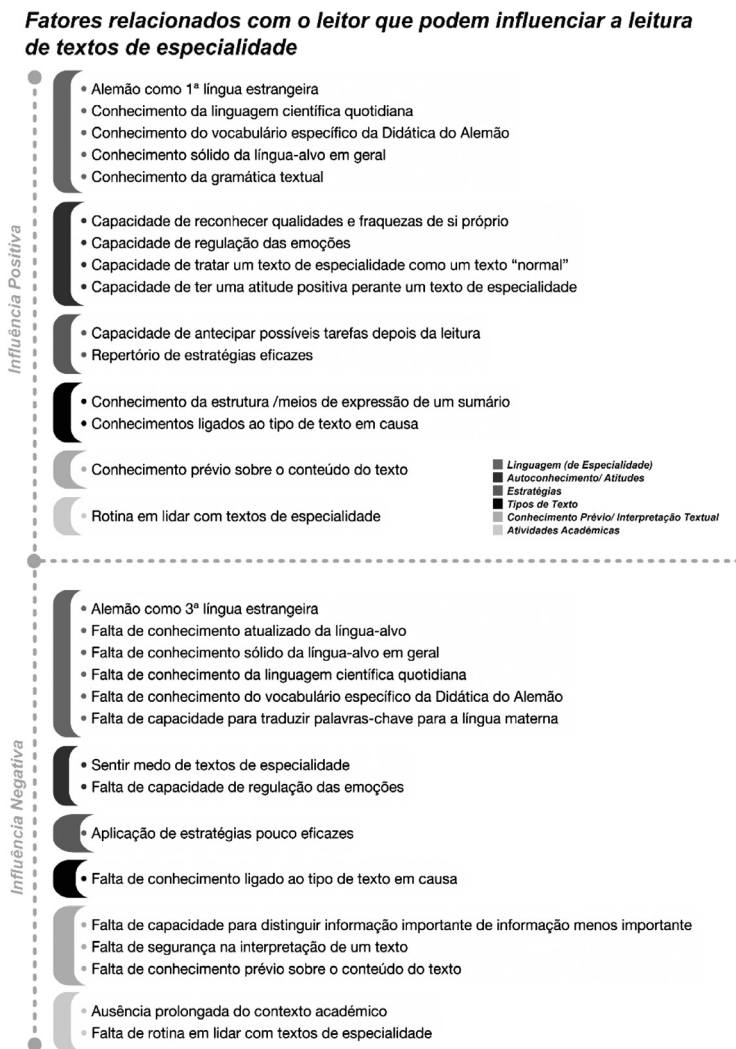 Fatores relacionados com o leitor que podem influenciar a leitura
de textos de especialidade
Influência Positiva
• Alemão como 1ª língua estrangeira
• Conhecimento da linguagem científica quotidiana
• Conhecimento do vocabulário específico da Didática do Alemão
• Conhecimento sólido da língua-alvo em geral
• Conhecimento da gramática textual
• Capacidade de reconhecer qualidades e fraquezas de si próprio
• Capacidade de regulação das emoções
• Capacidade de tratar um texto de especialidade como um texto “normal”
• Capacidade de ter uma atitude positiva perante um texto de especialidade
• Capacidade de antecipar possíveis tarefas depois da leitura
• Repertório de estratégias eficazes
• Conhecimento da estrutura /meios de expressão de um sumário
• Conhecimentos ligados ao tipo de texto em causa
• Conhecimento prévio sobre o conteúdo do texto
• Rotina em lidar com textos de especialidade
Linguagem (de Especialidade)
Autoconhecimento/ Atitudes
Estratégias
Tipos de Texto
Conhecimento Prévio/ Interpretação Textual
Atividades Académicas
Influência Negativa
• Alemão como 3ª língua estrangeira
• Falta de conhecimento atualizado da língua-alvo
• Falta de conhecimento sólido da língua-alvo em geral
• Falta de conhecimento da linguagem científica quotidiana
• Falta de conhecimento do vocabulário específico da Didática do Alemão
• Falta de capacidade para traduzir palavras-chave para a língua materna
• Sentir medo de textos de especialidade
• Falta de capacidade de regulação das emoções
• Aplicação de estratégias pouco eficazes
• Falta de conhecimento ligado ao tipo de texto em causa
• Falta de capacidade para distinguir informação importante de informação menos importante
• Falta de segurança na interpretação de um texto
• Falta de conhecimento prévio sobre o conteúdo do texto
• Ausência prolongada do contexto académico
• Falta de rotina em lidar com textos de especialidade